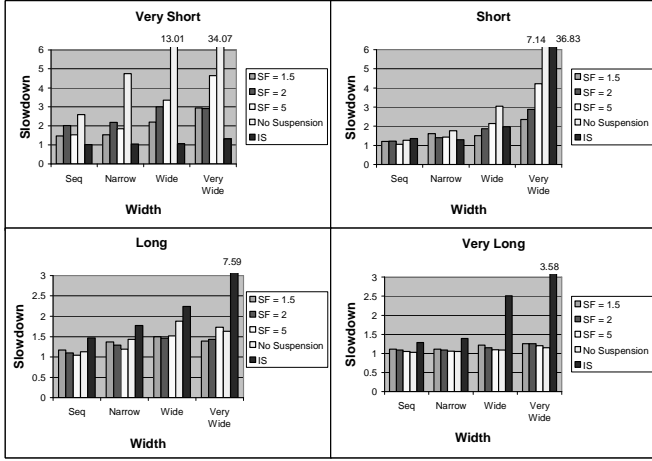 Very Short
13.01 34.07
6
5
4
3
2
1
0
Slowdown
Seq Narrow Wide Very Wide
Width
SF = 1.5
SF = 2
SF = 5
No Suspension
IS
Short
7.14 36.83
6
5
4
3
2
1
0
Slowdown
Seq Narrow Wide Very Wide
Width
SF = 1.5
SF = 2
SF = 5
No Suspension
IS
Long
7.59
3
2.5
2
1.5
1
0.5
0
Slowdown
Seq Narrow Wide Very Wide
Width
SF = 1.5
SF = 2
SF = 5
No Suspension
IS
Very Long
3.58
3
2.5
2
1.5
1
0.5
0
Slowdown
Seq Narrow Wide Very Wide
Width
SF = 1.5
SF = 2
SF = 5
No Suspension
IS